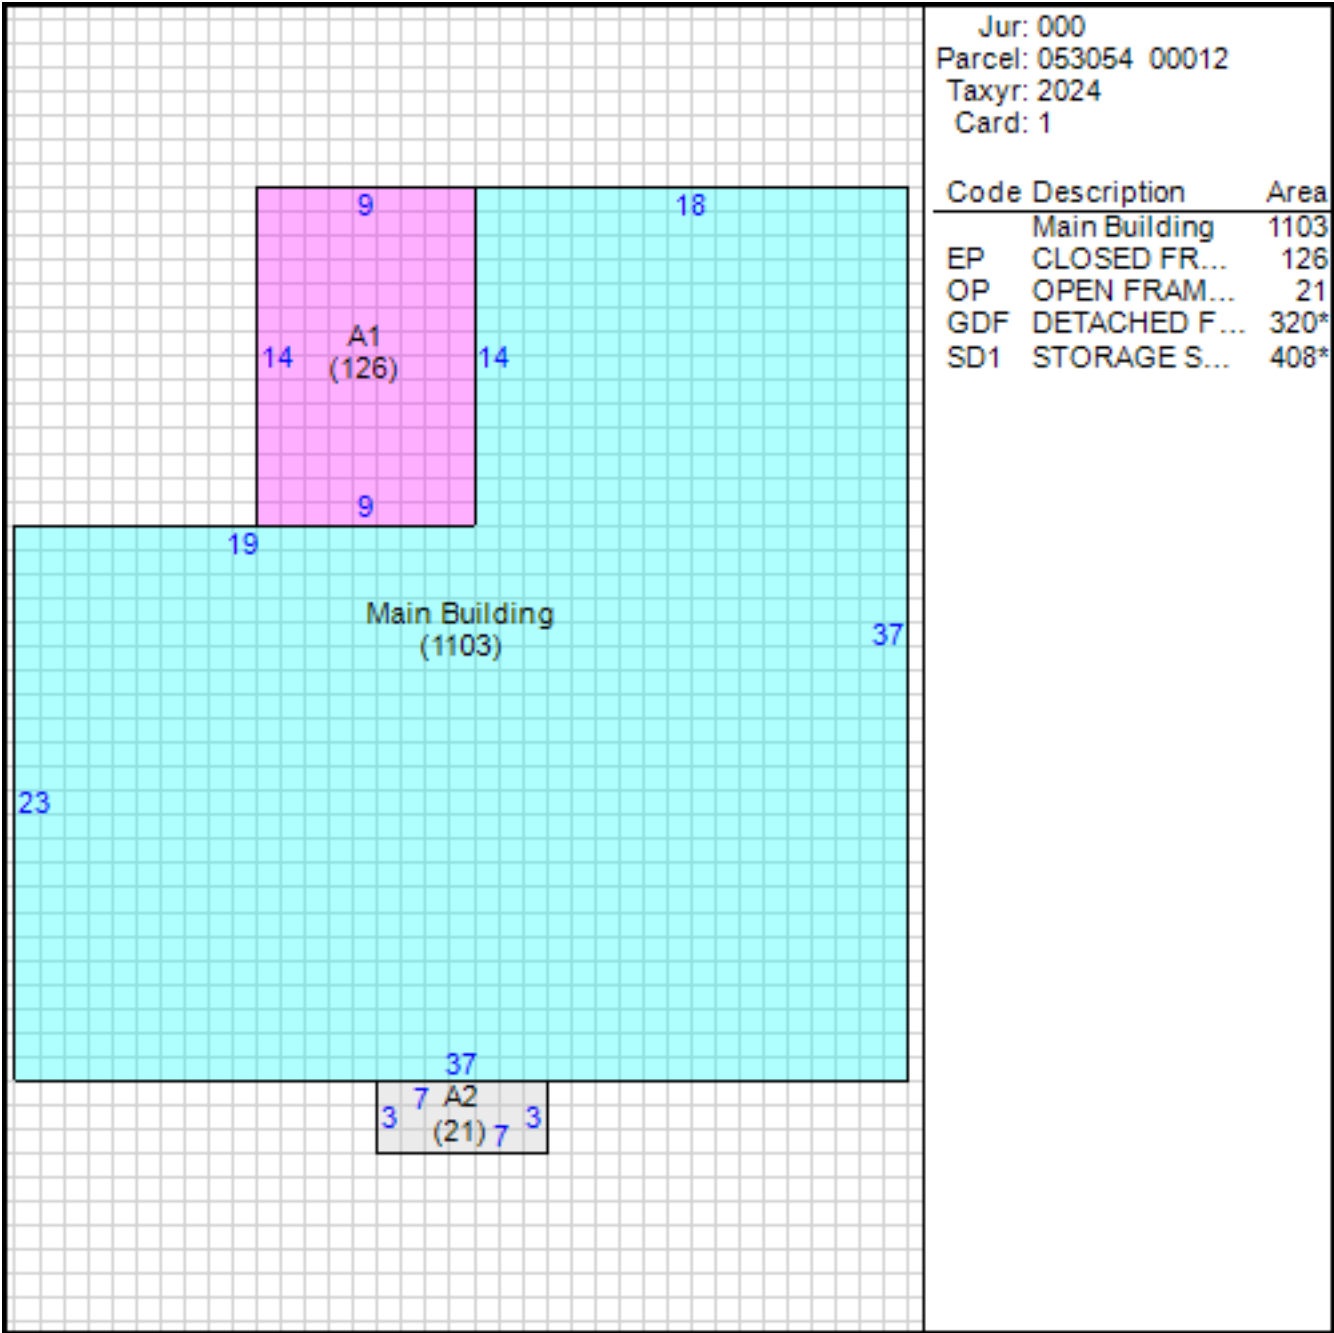 Jur: 000
Parcel: 053054 00012
Taxyr: 2024
Card: 1
Code Description Area
Main Building 1103
EP CLOSED FR... 126
OP OPEN FRAM... 21
GDF DETACHED F... 320*
SD1 STORAGE S... 408*
9
18
A1
(126)
14
14
9
19
Main Building
(1103)
37
23
37
7 A2
3 3
(21) 7